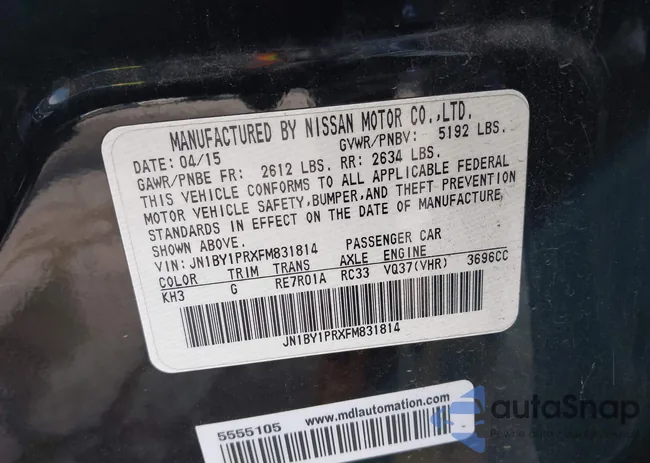 MANUFACTURED BY NISSAN MOTOR CO.,LTD.
DATE: 04/15 GVWR/PNBV: 5192 LBS.
GAWR/PNBE FR: 2612 LBS. RR: 2634 LBS.
THIS VEHICLE CONFORMS TO ALL APPLICABLE FEDERAL
MOTOR VEHICLE SAFETY,BUMPER,AND THEFT PREVENTION
STANDARDS IN EFFECT ON THE DATE OF MANUFACTURE
SHOWN ABOVE.
VIN: JN1BY1PRXFM831814 PASSENGER CAR
COLOR TRIM TRANS AXLE ENGINE
KH3 G RE7R01A RC33 VQ37(VHR) 3696CC
JN1BY1PRXFM831814
5555105 www.mdlautomation.com
autoSnap